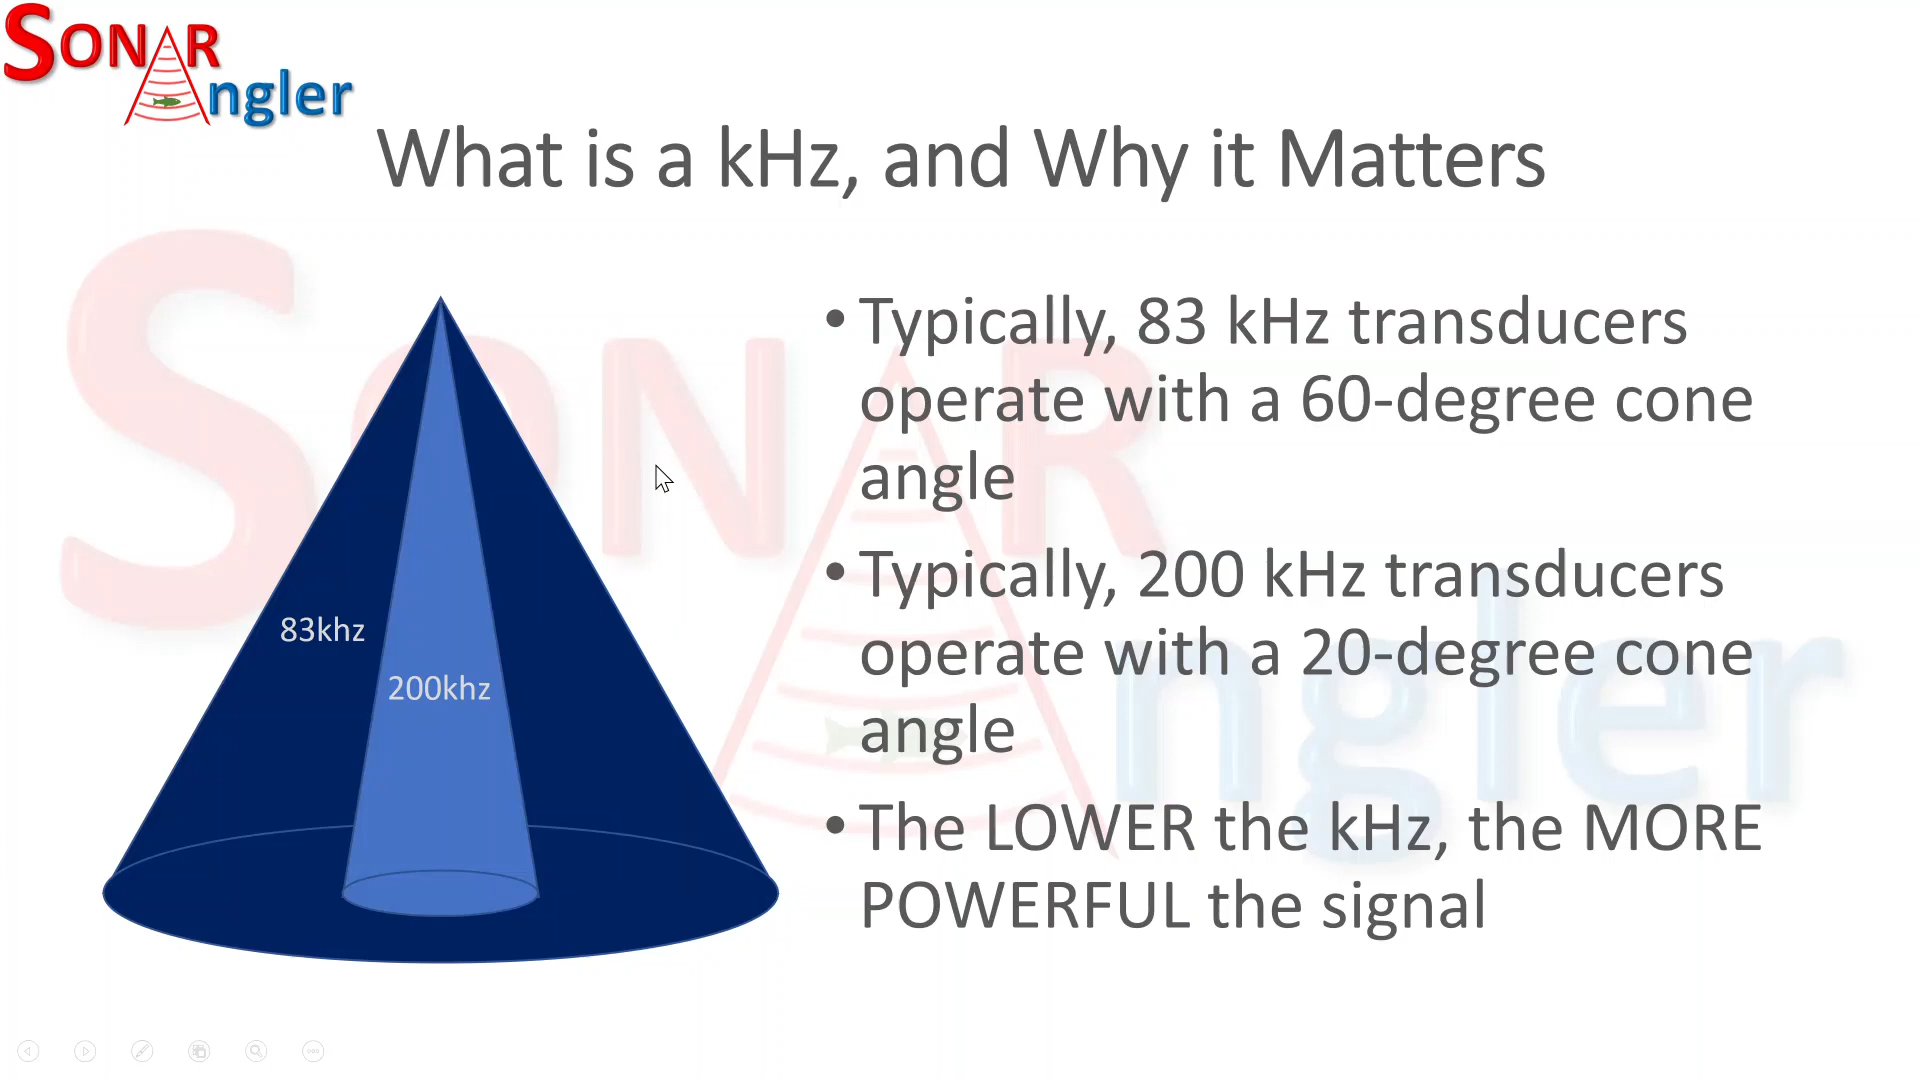 SONAR
Angler
What is a kHz, and Why it Matters
• Typically, 83 kHz transducers
operate with a 60-degree cone
angle
• Typically, 200 kHz transducers
operate with a 20-degree cone
angle
• The LOWER the kHz, the MORE
POWERFUL the signal
83khz
200khz
SONAR
Angler